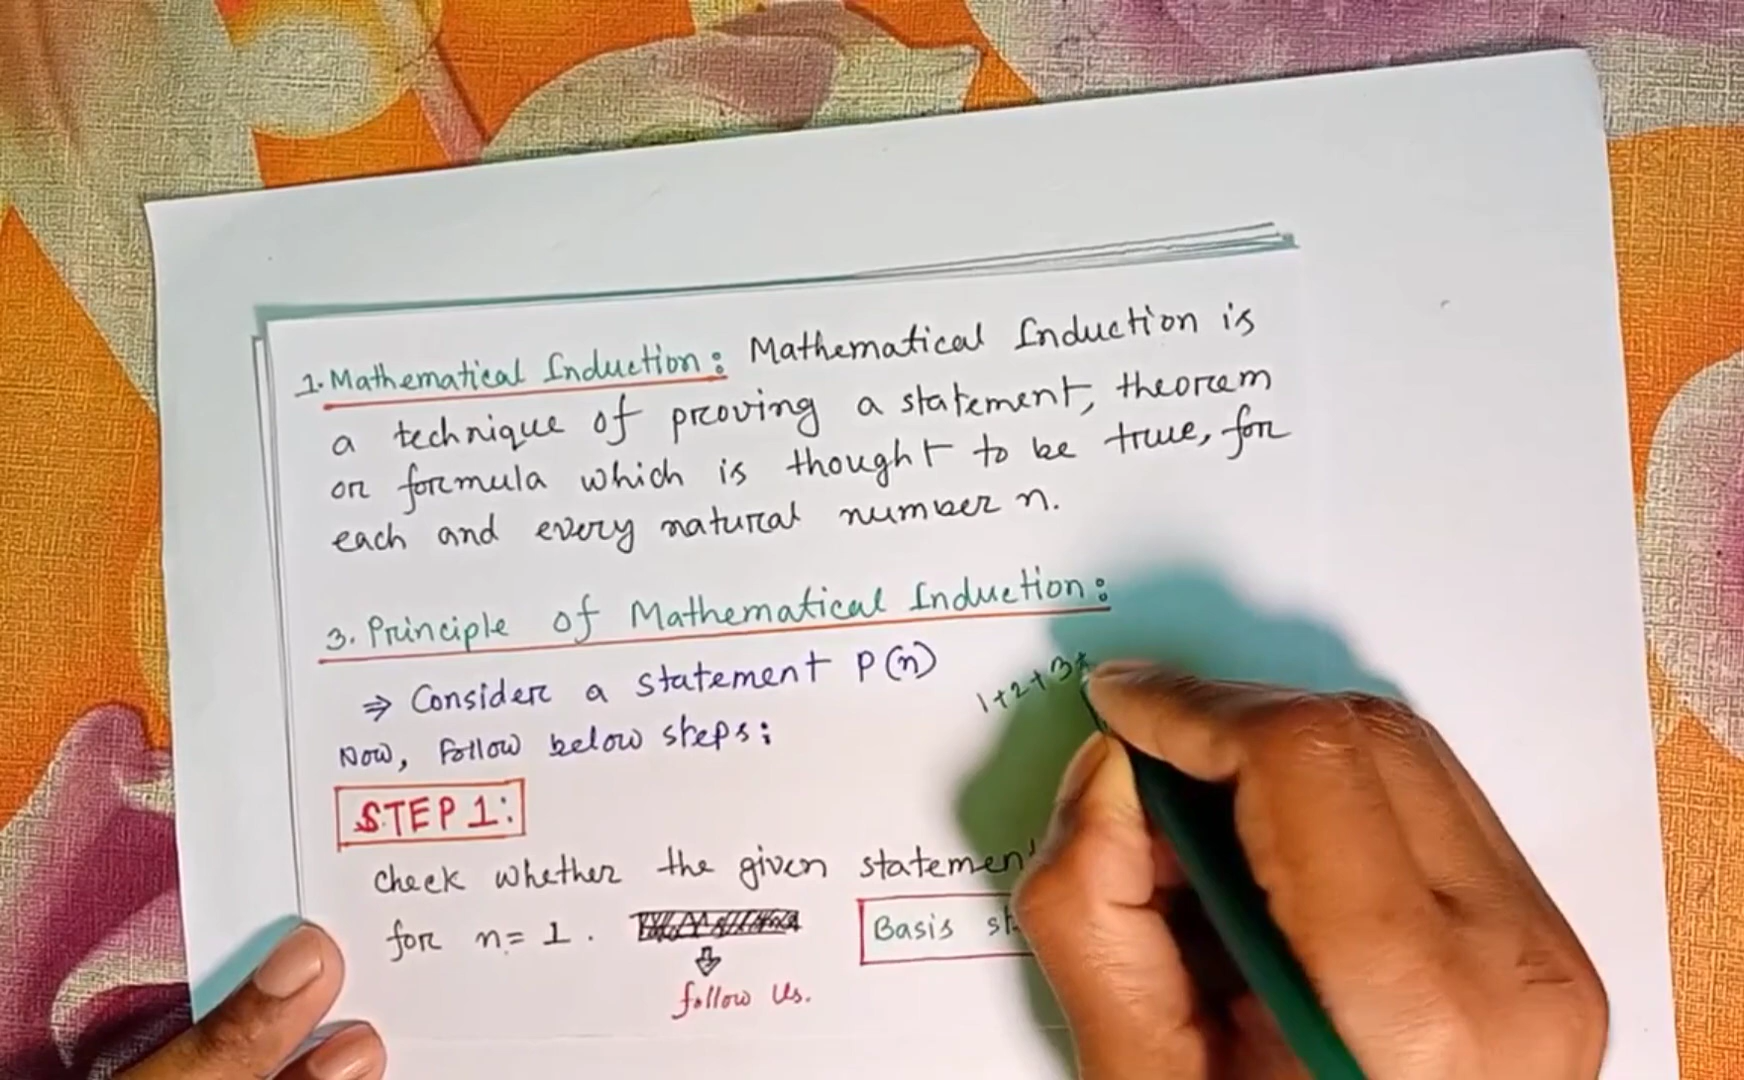 1. Mathematical Induction: Mathematical Induction is
a technique of proving a statement, theorem
or formula which is thought to be true, for
each and every natural number n.
3. Principle of Mathematical Induction:
⇒ Consider a statement P(n)
1+2+3+
Now, follow below steps:
STEP 1:
check whether the given statement
for n = 1.
Basis
follow us.